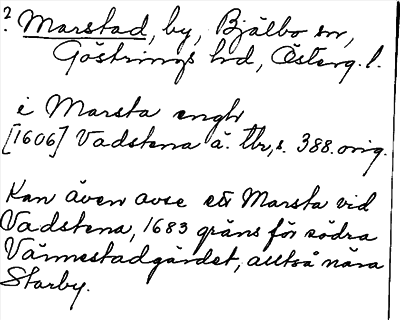 ? Marstad, by, Bjälbo sn,
Göstrings hd, Österg. l.
i Marsta engh
[1606] Vadstena ä. tbr, s. 388. orig.
Kan även avse ett Marsta vid
Vadstena, 1683 gräns för södra
Värmestadgärdet, alltså nära
Starby.